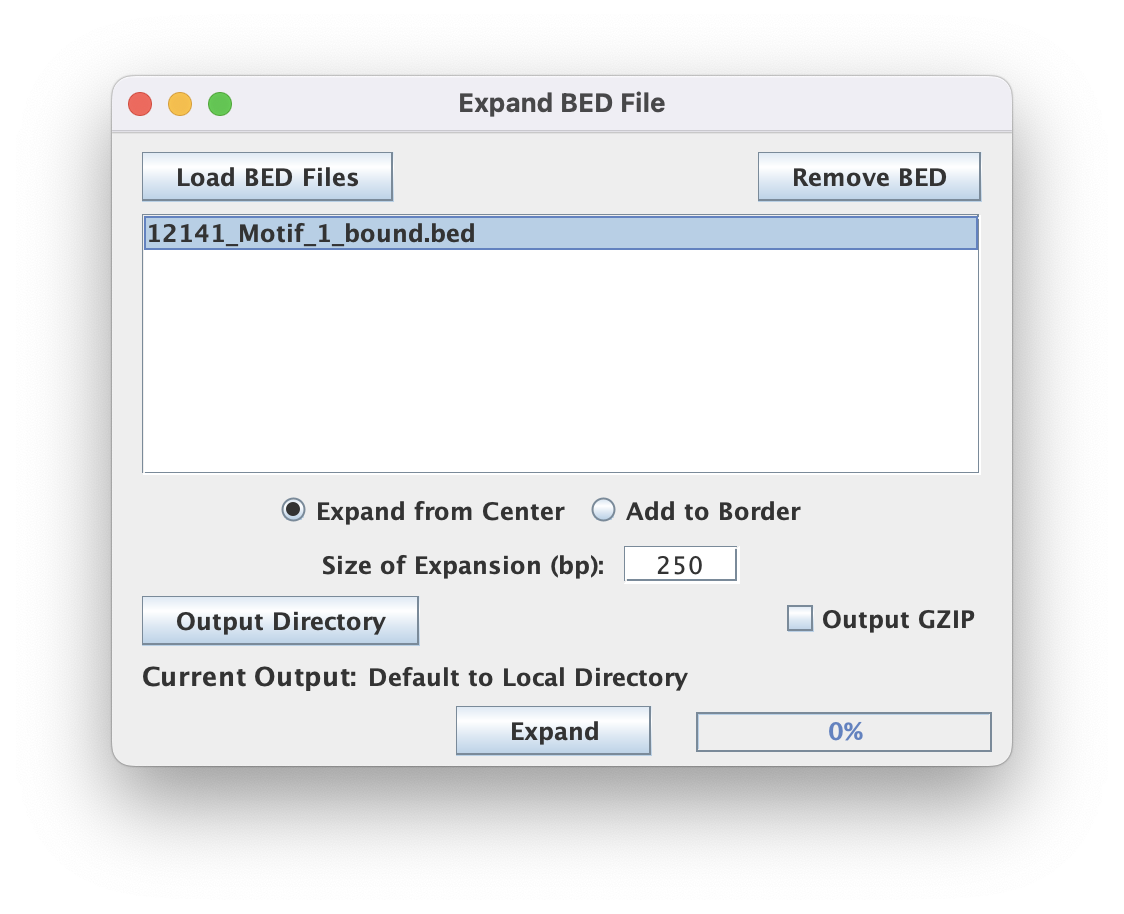 Expand BED File
Load BED Files
Remove BED
12141_Motif_1_bound.bed
Expand from Center
Add to Border
Size of Expansion (bp):
250
Output Directory
Output GZIP
Current Output: Default to Local Directory
Expand
0%